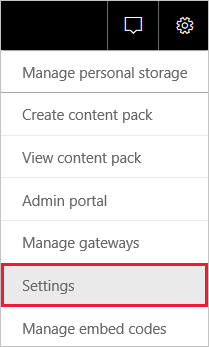 Manage personal storage
Create content pack
View content pack
Admin portal
Manage gateways
Settings
Manage embed codes